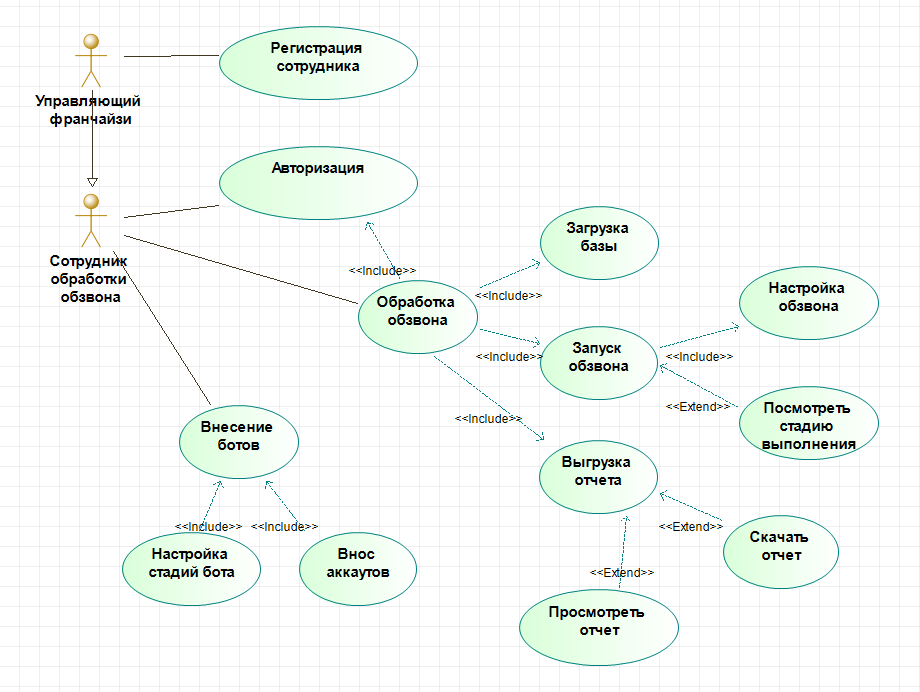 Регистрация
сотрудника
Управляющий
франчайзи
Авторизация
Сотрудник
обработки
обзвона
<<Include>>
Загрузка
базы
<<Include>>
Обработка
обзвона
Настройка
обзвона
<<Include>>
Запуск
обзвона
<<Include>>
<<Extend>>
Посмотреть
стадию
выполнения
<<Include>>
Внесение
ботов
Выгрузка
отчета
<<Include>>
<<Include>>
<<Extend>>
Скачать
отчет
Настройка
стадий бота
Внос
аккаунтов
<<Extend>>
Просмотреть
отчет